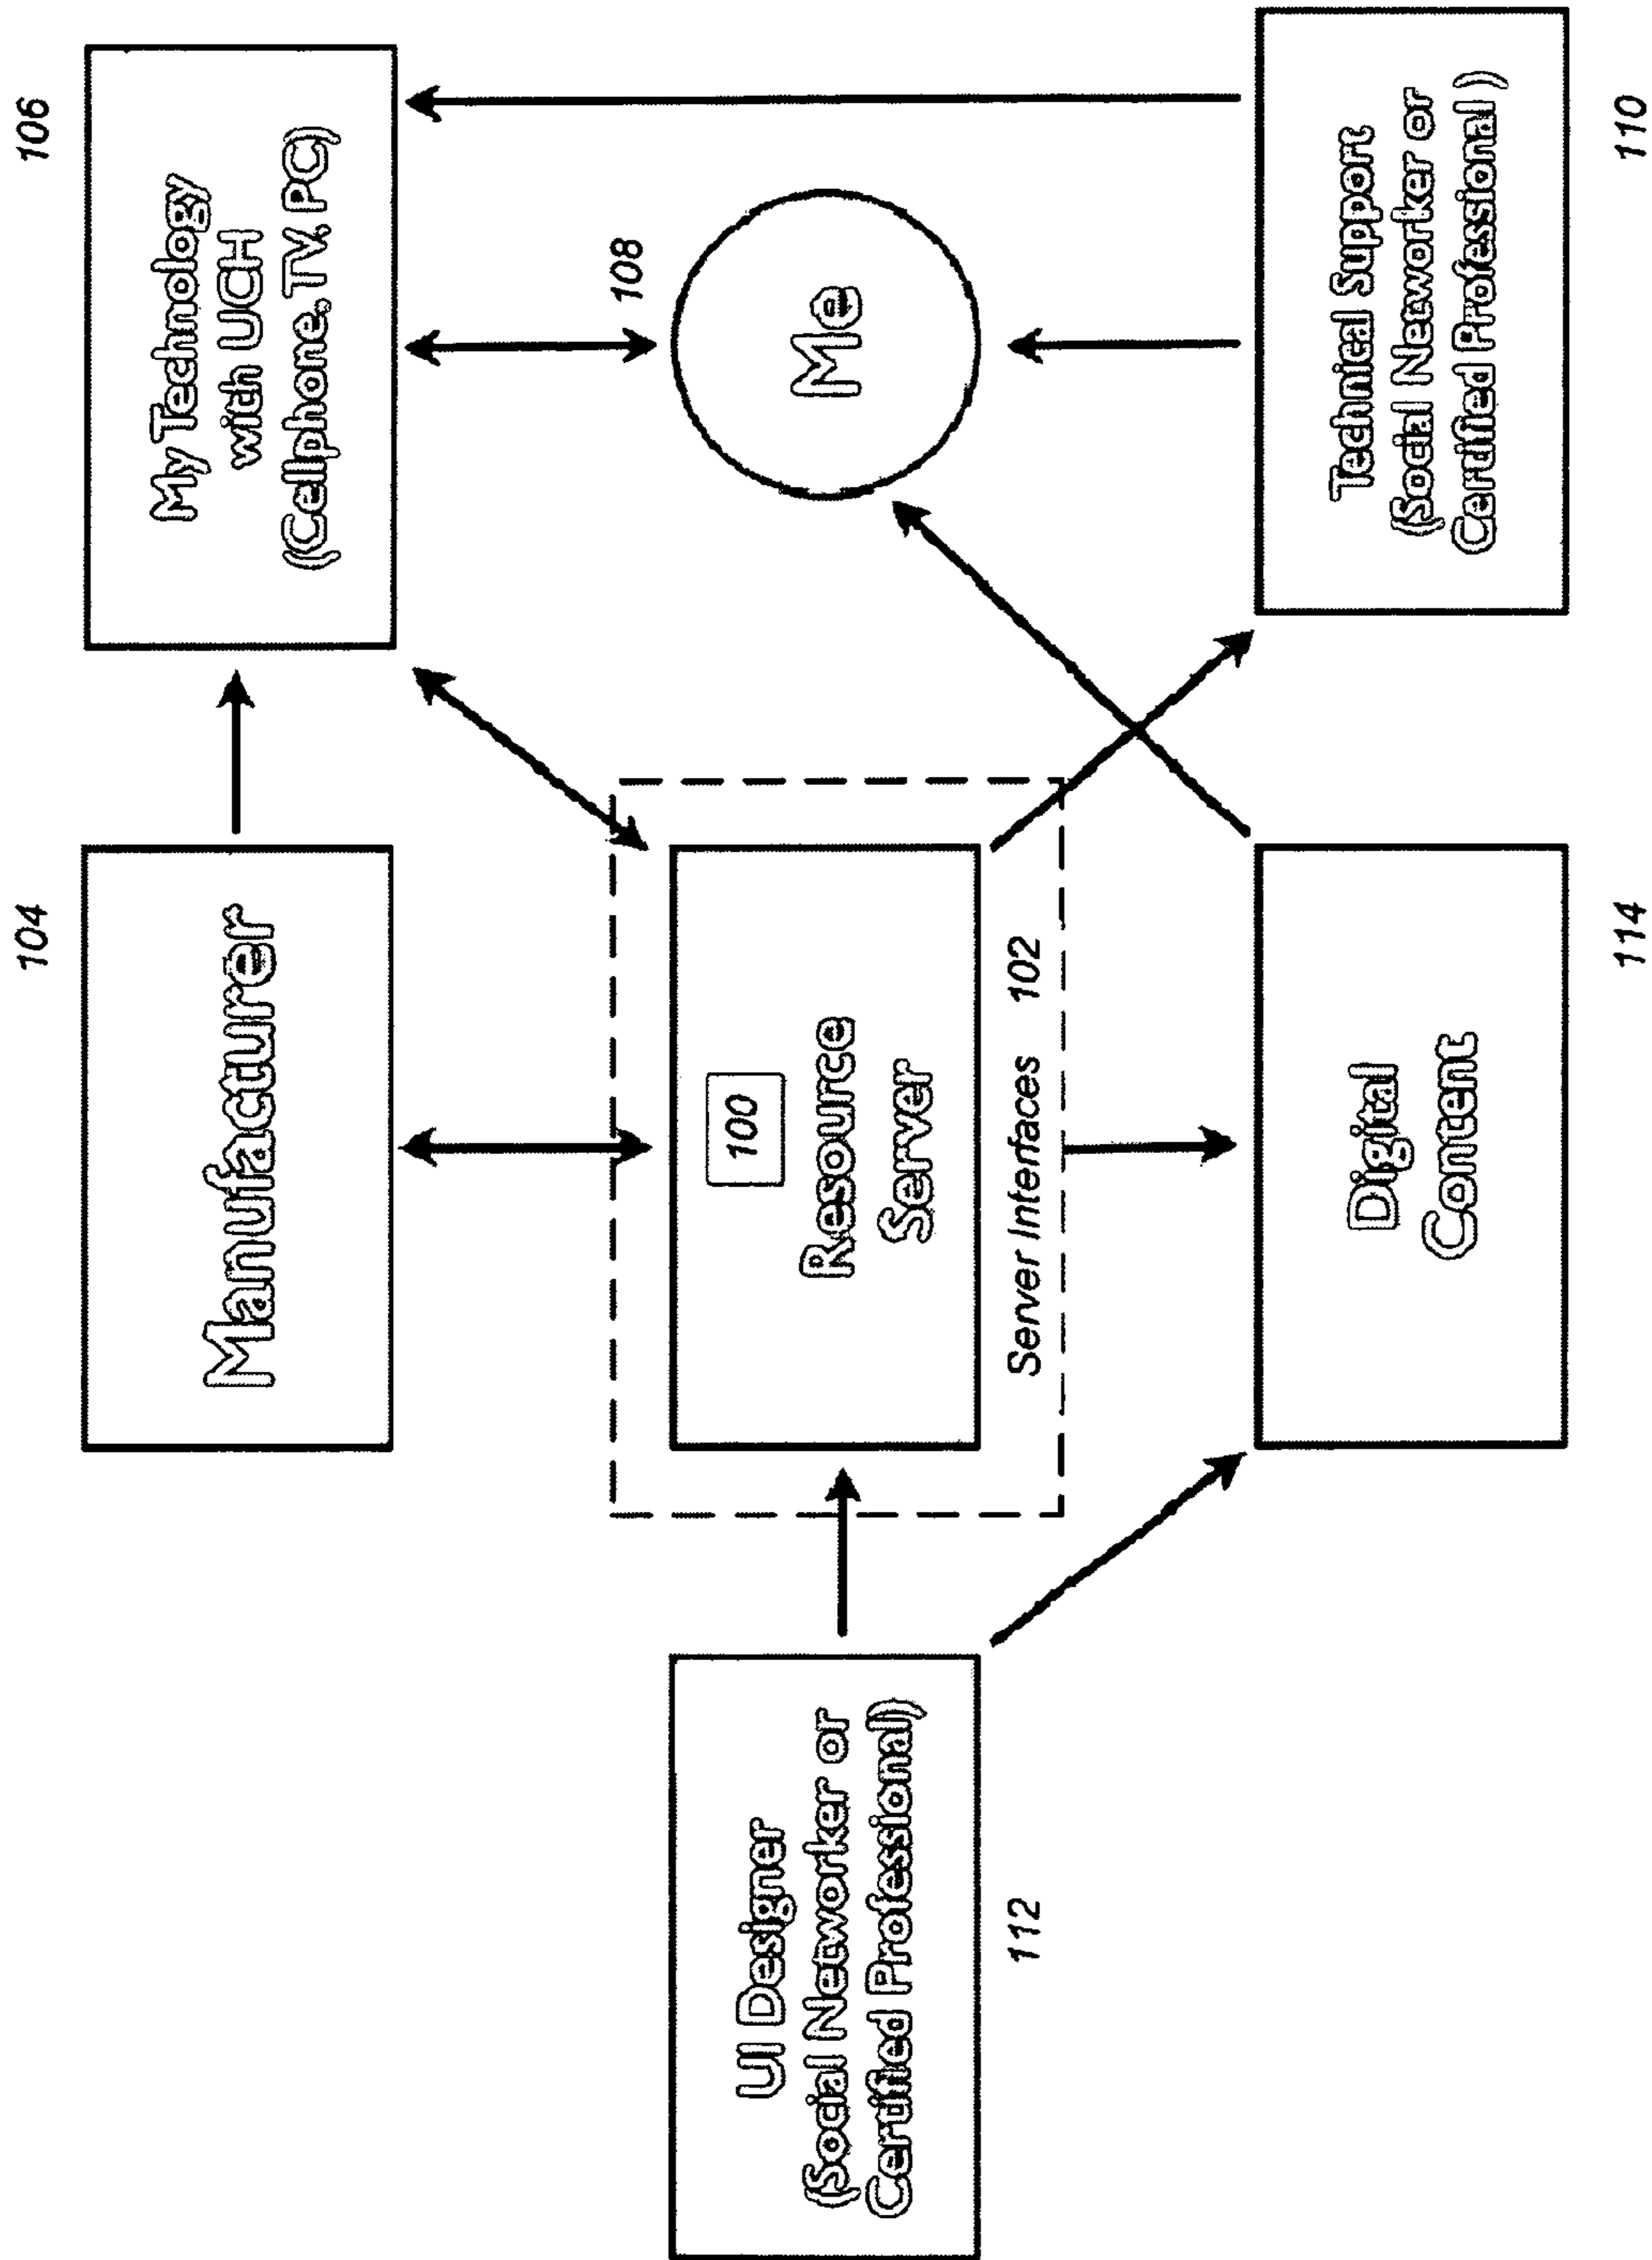 104
Manufacturer
106
My Technology
with UCH
(Cellphone, TV, PC)
100
Resource
Server
Server Interfaces 102
108
Me
UI Designer
(Social Networker or
Certified Professional)
112
Digital
Content
114
Technical Support
(Social Networker or
Certified Professional )
110